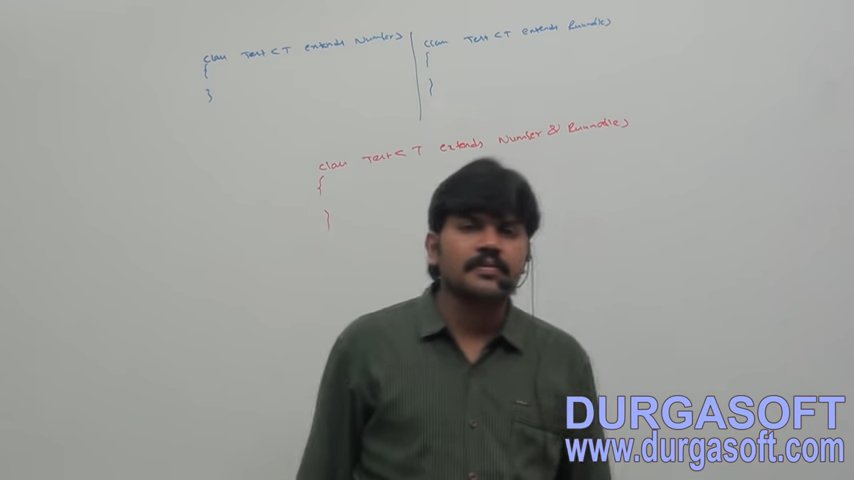 class Test<T extends Number>
{
}
class Test<T extends Runnable>
{
}
class Test<T extends Number & Runnable>
{
}
DURGASOFT
www.durgasoft.com